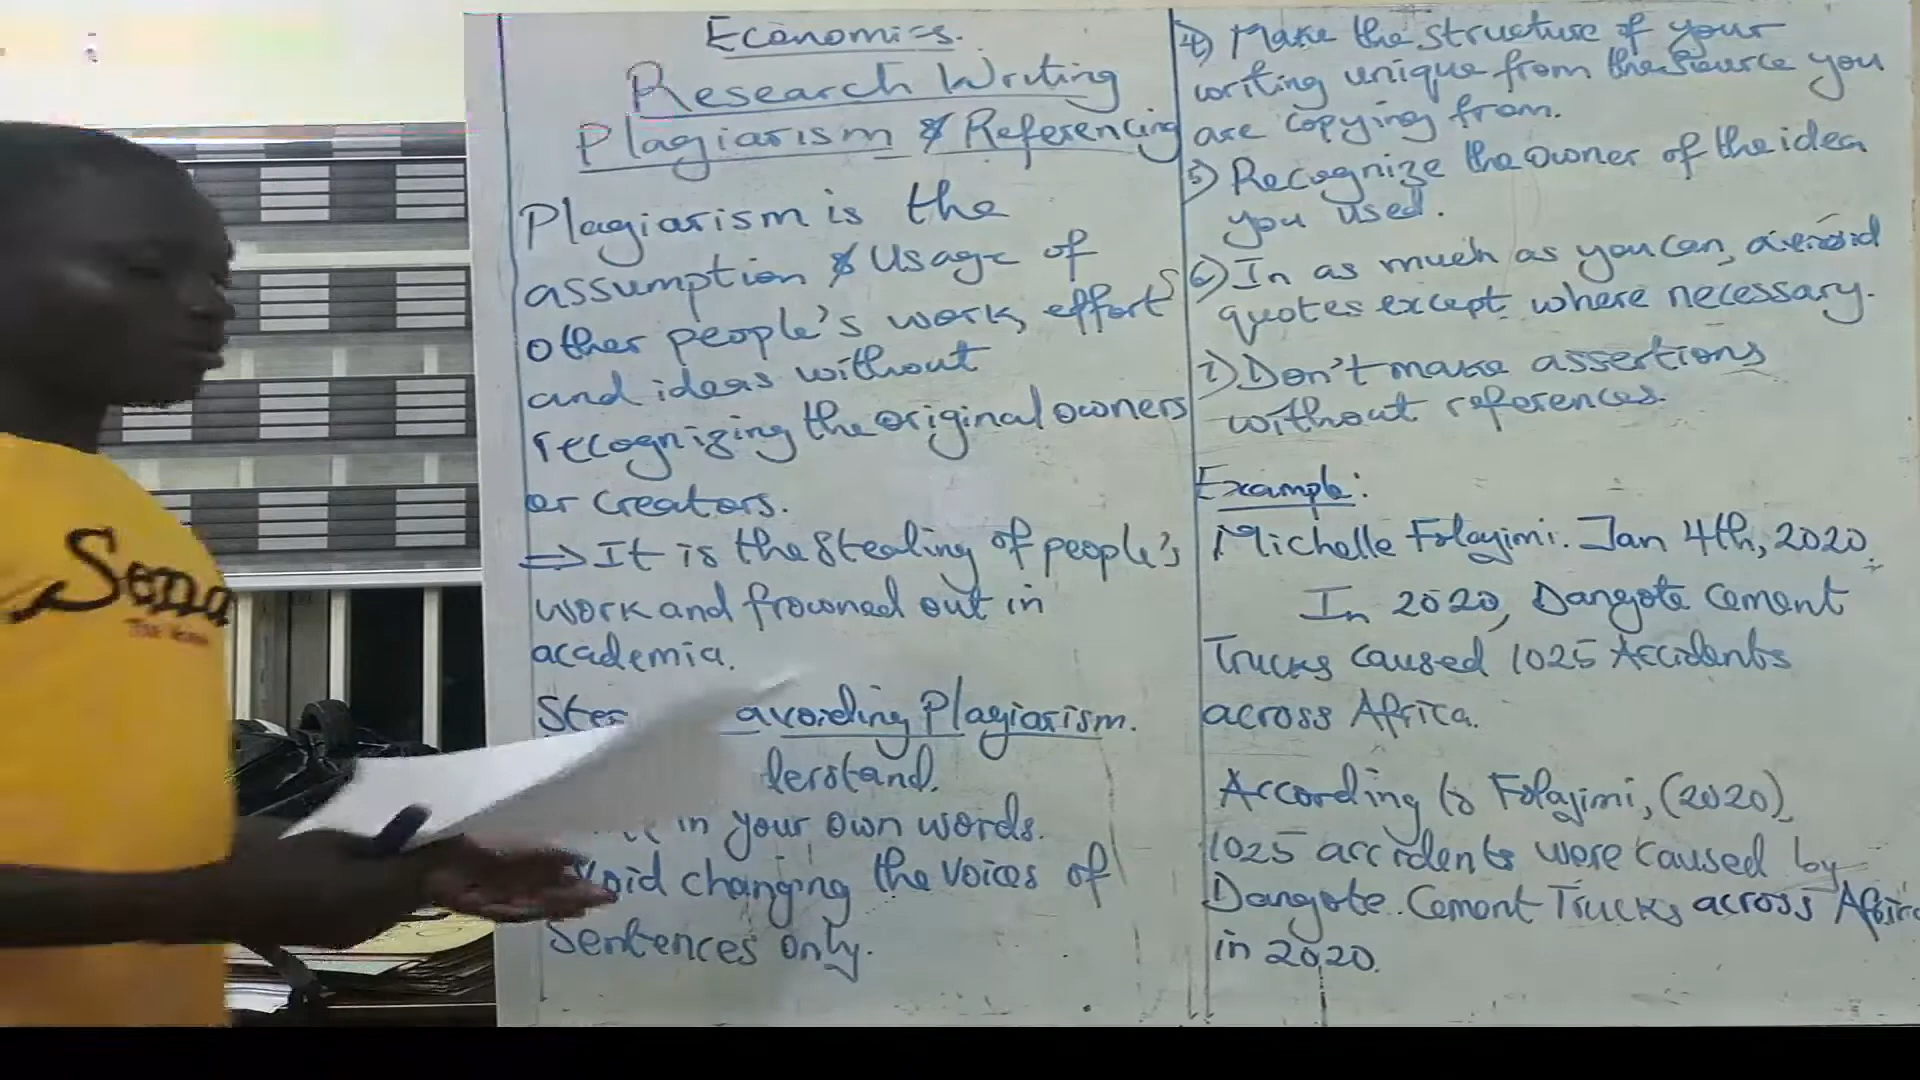 Economics.
Research Writing
Plagiarism & Referencing
Plagiarism is the
assumption & Usage of
other people's work, efforts
and ideas without
recognizing the original owners
or creators.
⇒ It is the stealing of people's
work and frowned out in
academia.
avoiding Plagiarism.
in your own words.
changing the voices of
Sentences only.
4) Make the structure of your
writing unique from the source you
are copying from.
5) Recognize the owner of the idea
you used.
6) In as much as you can, avoid
quotes except where necessary.
7) Don't make assertions
without references.
Example:
Michelle Folajimi. Jan 4th, 2020.
In 2020, Dangote Cement
Trucks caused 1025 Accidents
across Africa.
According to Folajimi, (2020),
1025 accidents were caused by
Dangote Cement Trucks across Africa
in 2020.